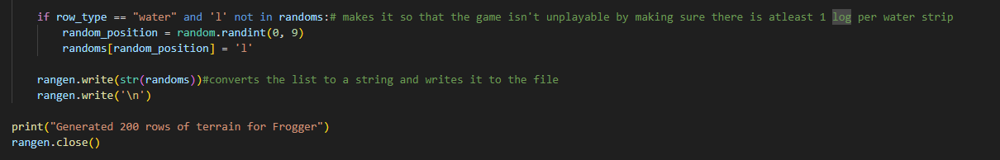 if row_type == "water" and 'l' not in randoms:# makes it so that the game isn't unplayable by making sure there is atleast 1 log per water strip
random_position = random.randint(0, 9)
randoms[random_position] = 'l'
rangen.write(str(randoms))#converts the list to a string and writes it to the file
rangen.write('\n')
print("Generated 200 rows of terrain for Frogger")
rangen.close()